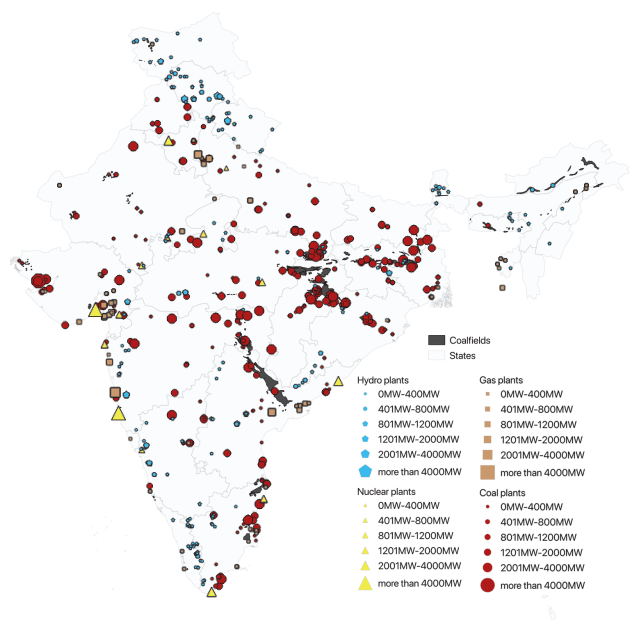 Coalfields
States
Hydro plants
0MW-400MW
401MW-800MW
801MW-1200MW
1201MW-2000MW
2001MW-4000MW
more than 4000MW
Gas plants
0MW-400MW
401MW-800MW
801MW-1200MW
1201MW-2000MW
2001MW-4000MW
more than 4000MW
Nuclear plants
0MW-400MW
401MW-800MW
801MW-1200MW
1201MW-2000MW
2001MW-4000MW
more than 4000MW
Coal plants
0MW-400MW
401MW-800MW
801MW-1200MW
1201MW-2000MW
2001MW-4000MW
more than 4000MW